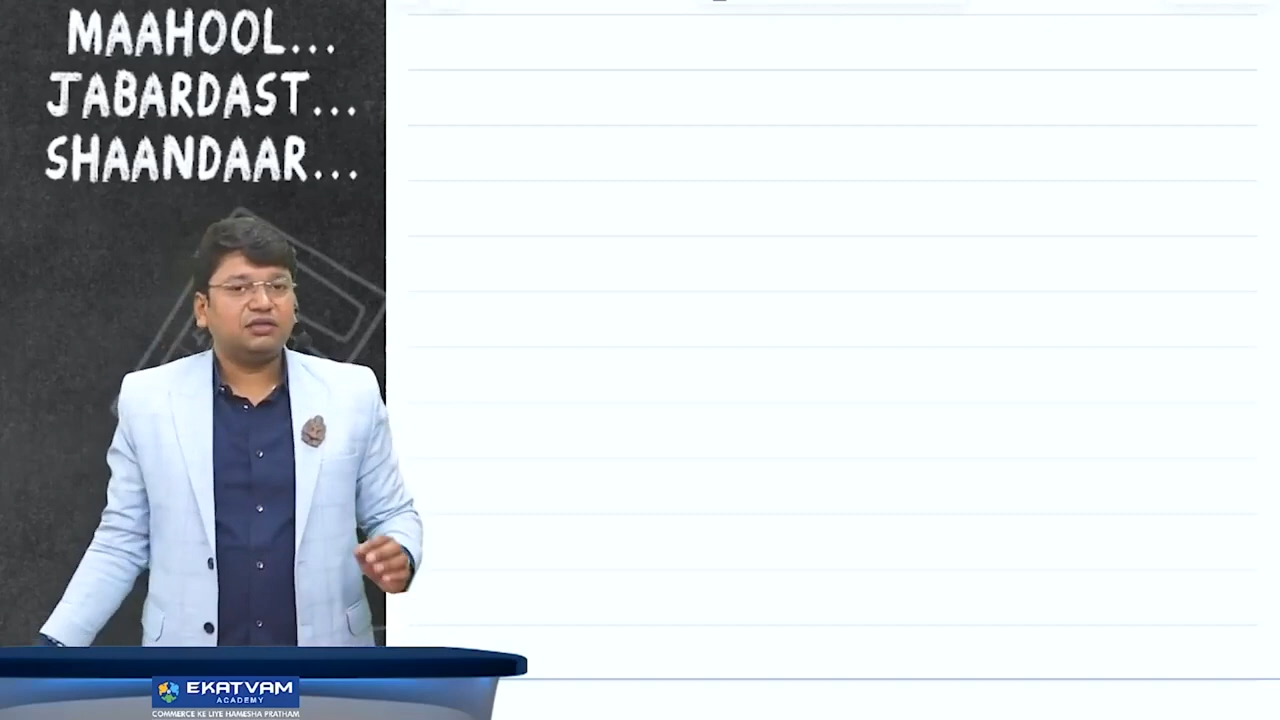 MAAHOOL...
JABARDAST...
SHAANDAAR...
EKATVAM
ACADEMY
COMMERCE KE LIYE HAMESHA PRATHAM